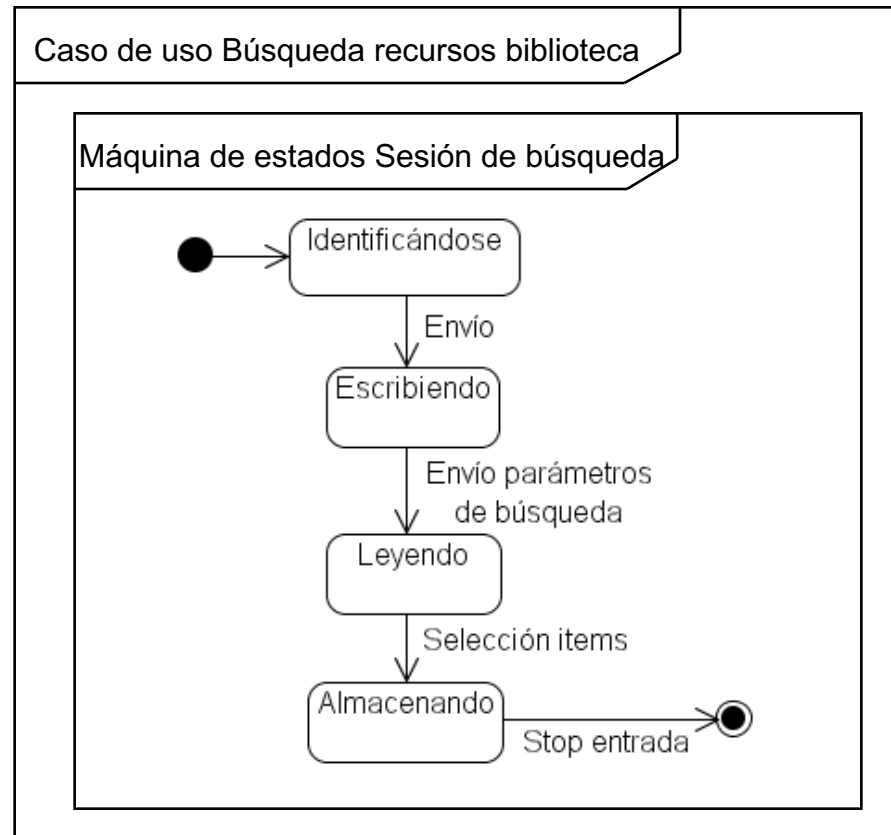 Caso de uso Búsqueda recursos biblioteca
Máquina de estados Sesión de búsqueda
Identificándose
Envío
Escribiendo
Envío parámetros
de búsqueda
Leyendo
Selección items
Almacenando
Stop entrada